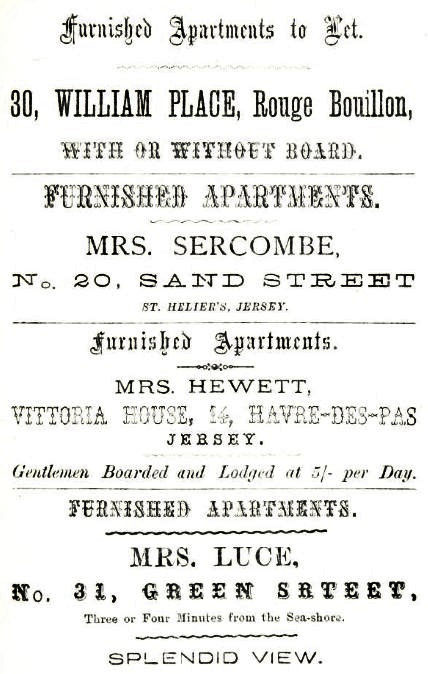 Furnished Apartments to Let.
30, WILLIAM PLACE, Rouge Bouillon,
WITH OR WITHOUT BOARD.
FURNISHED APARTMENTS.
MRS. SERCOMBE,
No. 20, SAND STREET
ST. HELIER'S, JERSEY.
Furnished Apartments.
MRS. HEWETT,
VITTORIA HOUSE, 14, HAVRE-DES-PAS
JERSEY.
Gentlemen Boarded and Lodged at 5/- per Day.
FURNISHED APARTMENTS.
MRS. LUCE,
No. 31, GREEN SRTEET,
Three or Four Minutes from the Sea-shore.
SPLENDID VIEW.